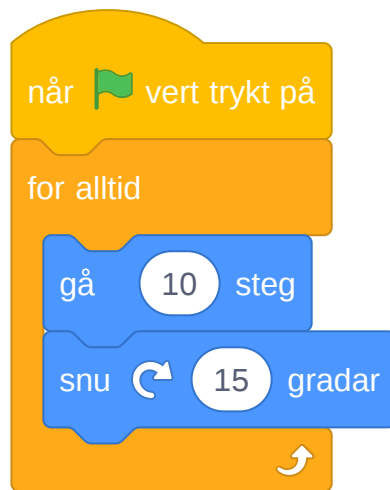 når vert trykt på
for alltid
gå 10 steg
snu 15 gradar